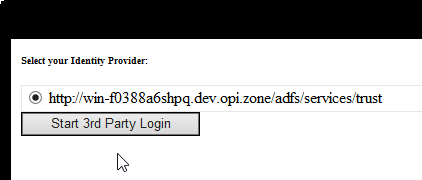 Select your Identity Provider:
http://win-f0388a6shpq.dev.opi.zone/adfs/services/trust
Start 3rd Party Login